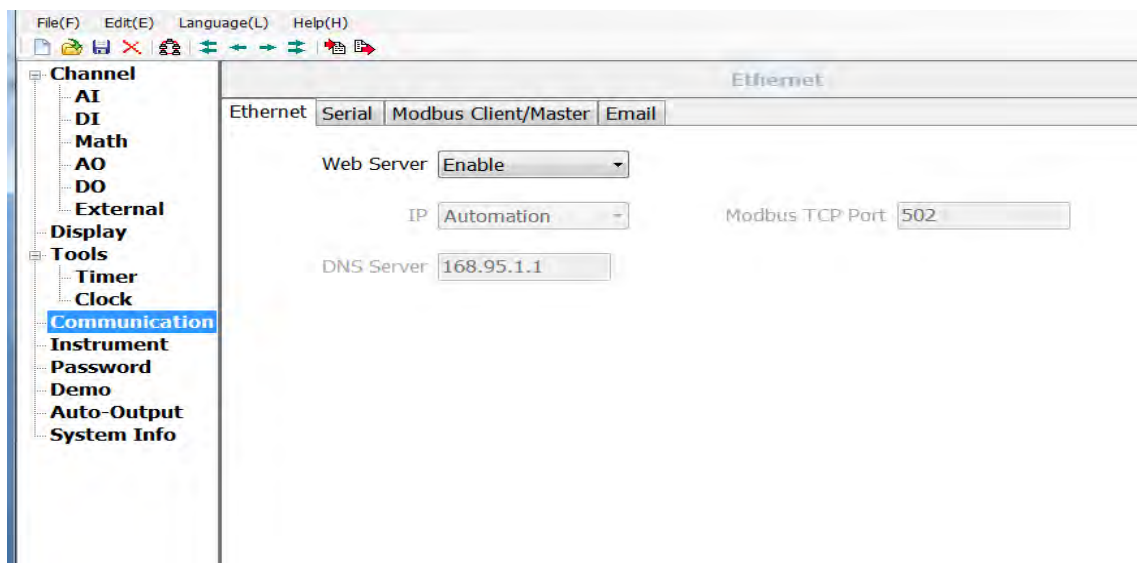 File(F) Edit(E) Language(L) Help(H)
Channel
AI
DI
Math
AO
DO
External
Display
Tools
Timer
Clock
Communication
Instrument
Password
Demo
Auto-Output
System Info
Ethernet
Ethernet Serial Modbus Client/Master Email
Web Server Enable
IP Automation Modbus TCP Port 502
DNS Server 168.95.1.1